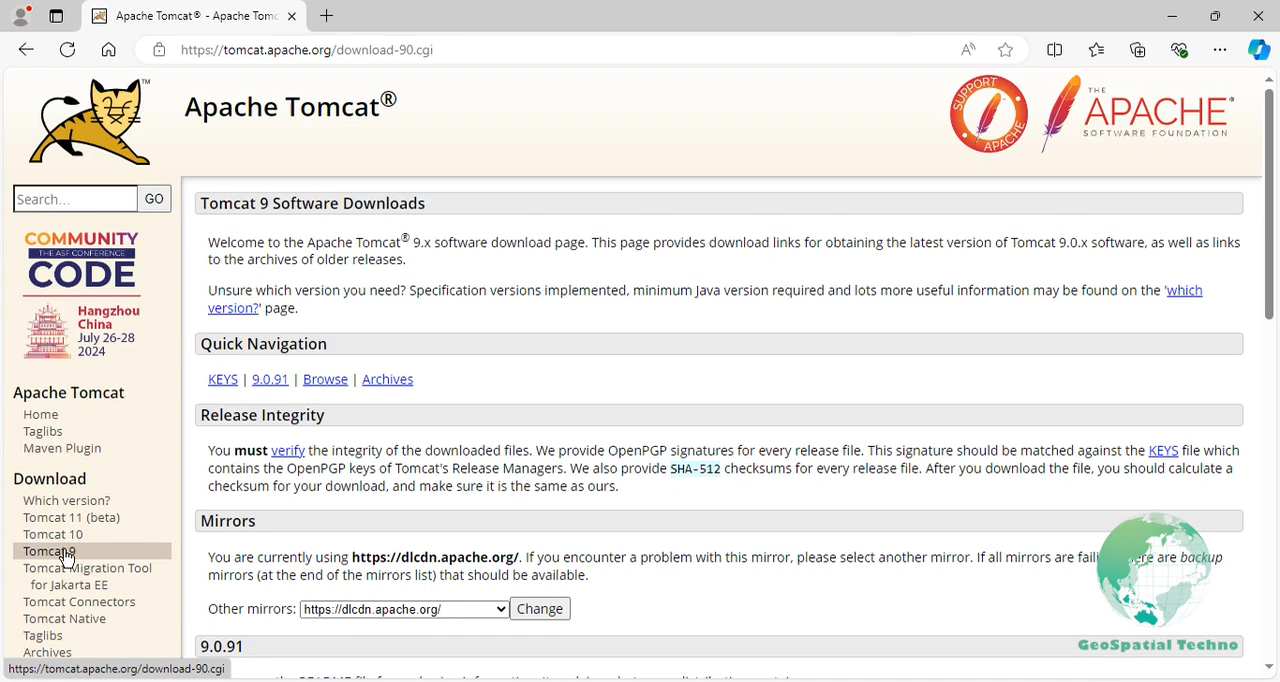 Apache Tomcat® - Apache Tomc
https://tomcat.apache.org/download-90.cgi
TM
Apache Tomcat®
SUPPORT APACHE
THE
APACHE®
SOFTWARE FOUNDATION
Search...
GO
COMMUNITY
THE ASF CONFERENCE
CODE
Hangzhou
China
July 26-28
2024
Apache Tomcat
Home
Taglibs
Maven Plugin
Download
Which version?
Tomcat 11 (beta)
Tomcat 10
Tomcat 9
Tomcat Migration Tool
for Jakarta EE
Tomcat Connectors
Tomcat Native
Taglibs
Archives
https://tomcat.apache.org/download-90.cgi
Tomcat 9 Software Downloads
Welcome to the Apache Tomcat® 9.x software download page. This page provides download links for obtaining the latest version of Tomcat 9.0.x software, as well as links
to the archives of older releases.
Unsure which version you need? Specification versions implemented, minimum Java version required and lots more useful information may be found on the 'which
version?' page.
Quick Navigation
KEYS | 9.0.91 | Browse | Archives
Release Integrity
You must verify the integrity of the downloaded files. We provide OpenPGP signatures for every release file. This signature should be matched against the KEYS file which
contains the OpenPGP keys of Tomcat's Release Managers. We also provide SHA-512 checksums for every release file. After you download the file, you should calculate a
checksum for your download, and make sure it is the same as ours.
Mirrors
You are currently using https://dlcdn.apache.org/. If you encounter a problem with this mirror, please select another mirror. If all mirrors are faili re are backup
mirrors (at the end of the mirrors list) that should be available.
Other mirrors: https://dlcdn.apache.org/ Change
9.0.91
GeoSpatial Techno